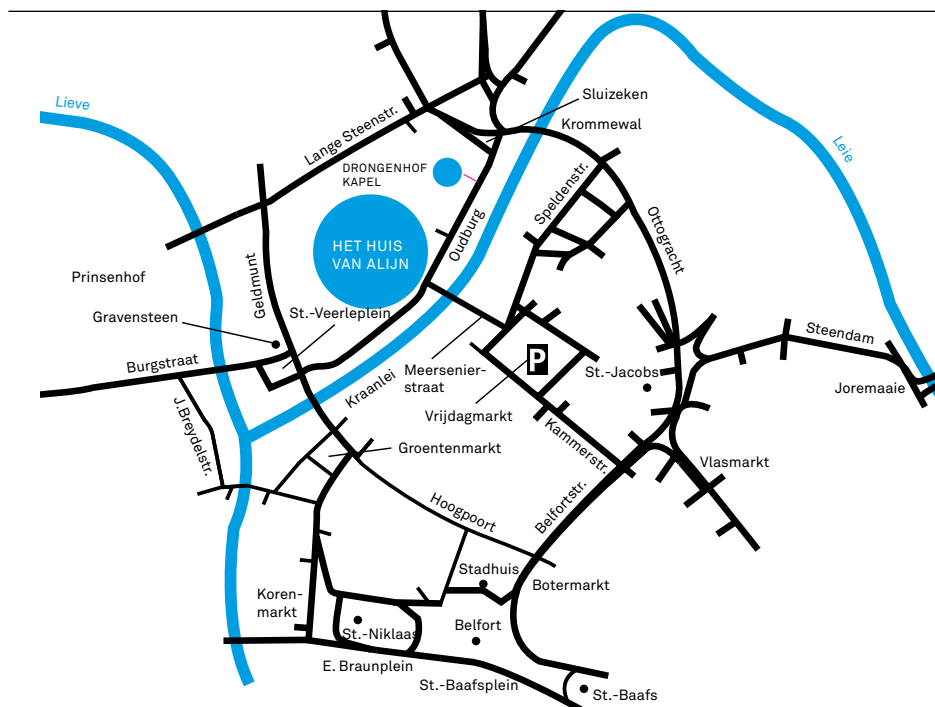 Sluizeken
Lieve
Krommewal
Lange Steenstr.
Leie
DRONGENHOF
KAPEL
Speldenstr.
Ottogracht
Oudburg
HET HUIS
VAN ALIJN
Prinsenhof
Geldmunt
St.-Veerleplein
Gravensteen
Steendam
Burgstraat
Kraanlei
Meersenier-
straat
P
St.-Jacobs
Joremaaie
J.Breydelstr.
Vrijdagmarkt
Kammerstr.
Groentenmarkt
Vlasmarkt
Hoogpoort
Belfortstr.
Stadhuis
Botermarkt
Koren-
markt
St.-Niklaas
Belfort
E. Braunplein
St.-Baafsplein
St.-Baafs